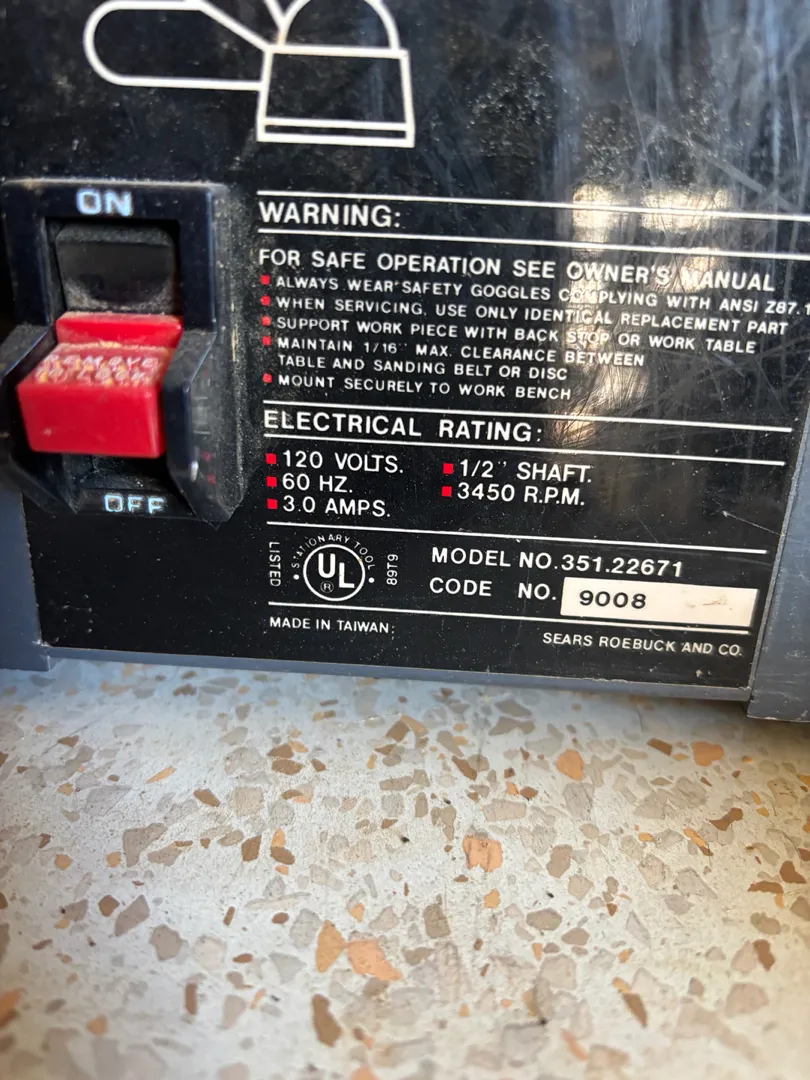 ON
OFF
WARNING:
FOR SAFE OPERATION SEE OWNER'S MANUAL
ALWAYS WEAR SAFETY GOGGLES COMPLYING WITH ANSI Z87.1
WHEN SERVICING, USE ONLY IDENTICAL REPLACEMENT PART
SUPPORT WORK PIECE WITH BACK STOP OR WORK TABLE
MAINTAIN 1/16" MAX. CLEARANCE BETWEEN
TABLE AND SANDING BELT OR DISC
MOUNT SECURELY TO WORK BENCH
ELECTRICAL RATING:
120 VOLTS.
60 HZ.
3.0 AMPS.
1/2" SHAFT.
3450 R.P.M.
LISTED
STATIONARY TOOL
UL
®
89T9
MODEL NO.351.22671
CODE NO. 9008
MADE IN TAIWAN
SEARS ROEBUCK AND CO.